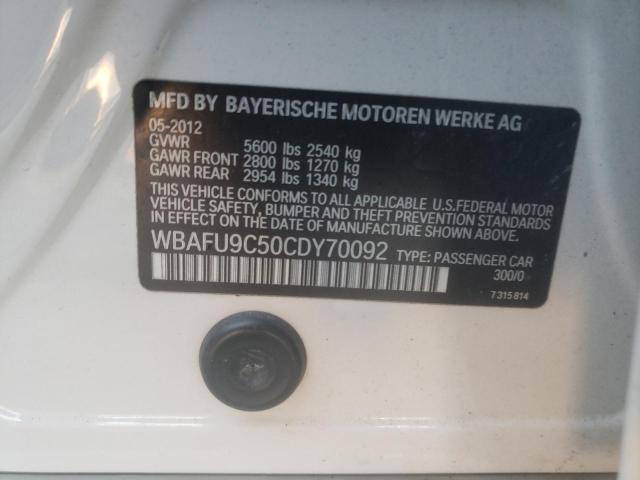 MFD BY BAYERISCHE MOTOREN WERKE AG
05-2012
GVWR 5600 lbs 2540 kg
GAWR FRONT 2800 lbs 1270 kg
GAWR REAR 2954 lbs 1340 kg
THIS VEHICLE CONFORMS TO ALL APPLICABLE U.S.FEDERAL MOTOR
VEHICLE SAFETY, BUMPER AND THEFT PREVENTION STANDARDS
IN EFFECT ON THE DATE OF MANUFACTURE SHOWN ABOVE.
WBAFU9C50CDY70092 TYPE: PASSENGER CAR
300/0
7 315 814